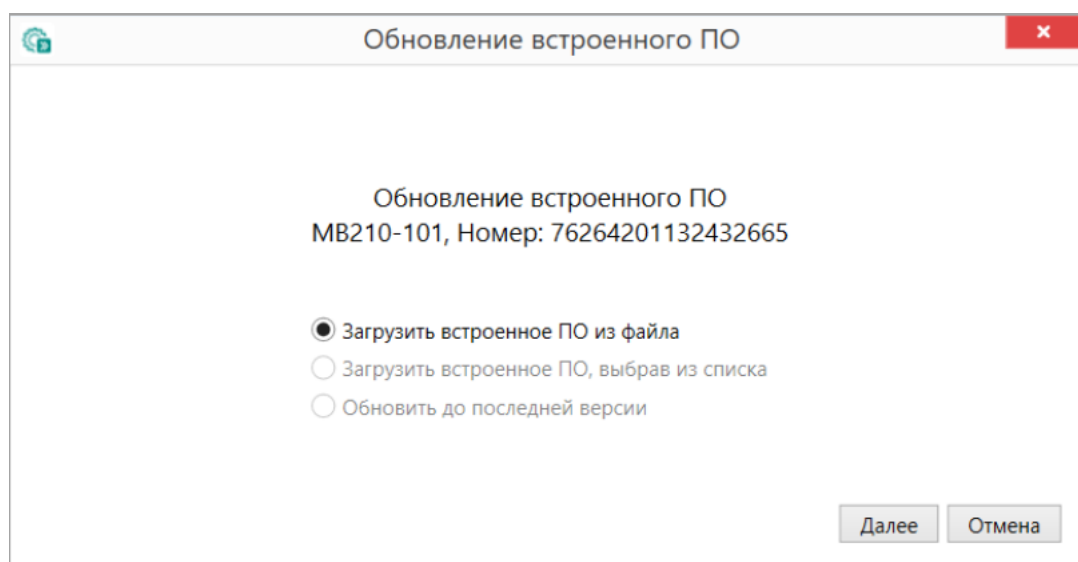 Обновление встроенного ПО
Обновление встроенного ПО
МВ210-101, Номер: 76264201132432665
Загрузить встроенное ПО из файла
Загрузить встроенное ПО, выбрав из списка
Обновить до последней версии
Далее Отмена